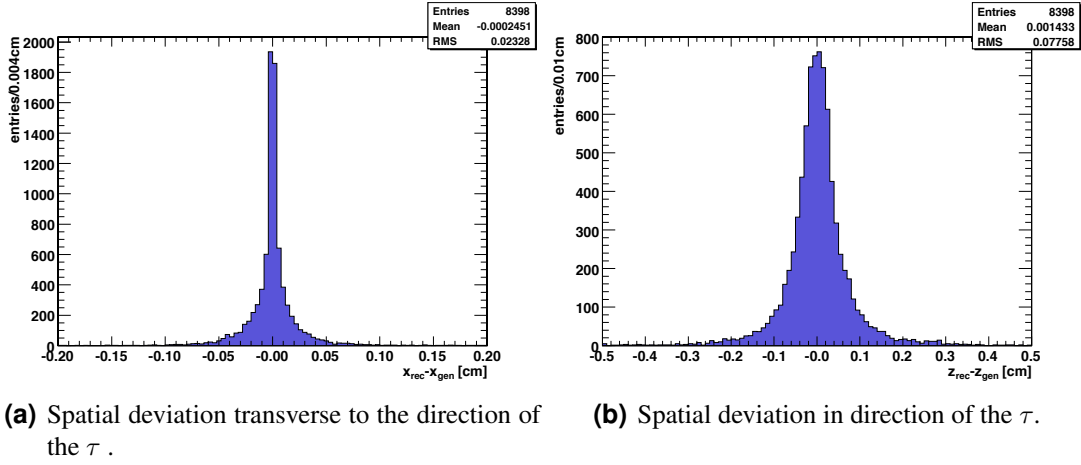 Entries 8398
Mean -0.0002451
RMS 0.02328
entries/0.004cm
2000
1800
1600
1400
1200
1000
800
600
400
200
0
-0.20 -0.15 -0.10 -0.05 -0.00 0.05 0.10 0.15 0.20
x_rec-x_gen [cm]
(a) Spatial deviation transverse to the direction of
the τ .
Entries 8398
Mean 0.001433
RMS 0.07758
entries/0.01cm
800
700
600
500
400
300
200
100
0
-0.5 -0.4 -0.3 -0.2 -0.1 -0.0 0.1 0.2 0.3 0.4 0.5
z_rec-z_gen [cm]
(b) Spatial deviation in direction of the τ.